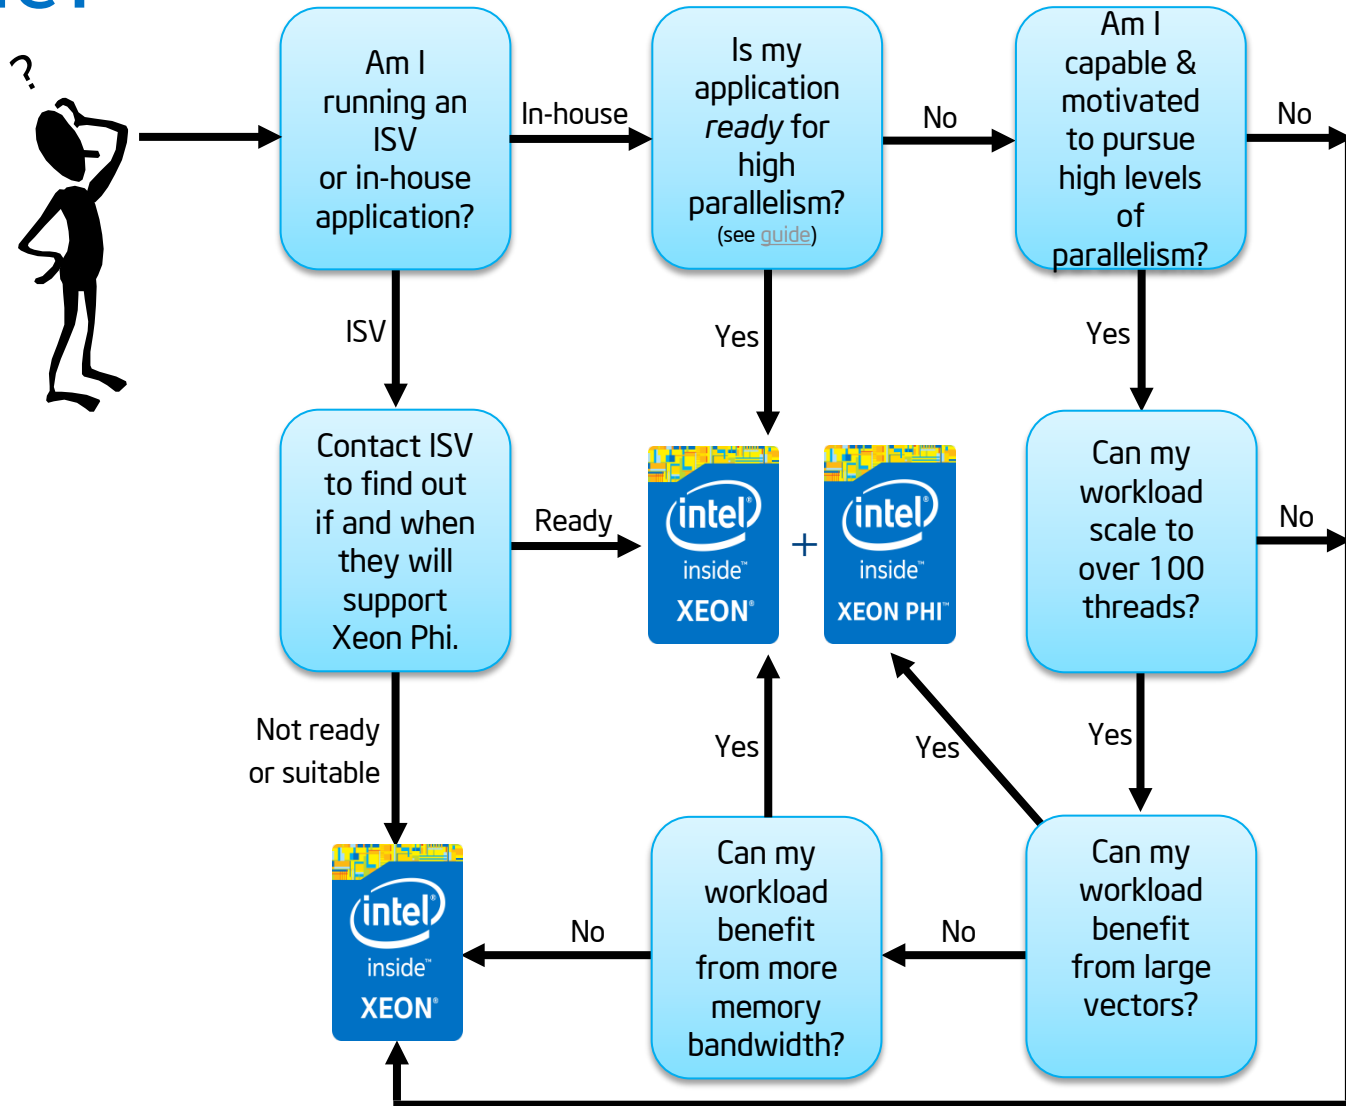 ?
Am I
running an
ISV
or in-house
application?
In-house
Is my
application
ready for
high
parallelism?
(see guide)
No
Am I
capable &
motivated
to pursue
high levels
of
parallelism?
No
ISV
Yes
Yes
Contact ISV
to find out
if and when
they will
support
Xeon Phi.
Ready
intel®
inside™
XEON®
+
intel®
inside™
XEON PHI™
Can my
workload
scale to
over 100
threads?
No
Not ready
or suitable
Yes
Yes
Yes
intel®
inside™
XEON®
No
Can my
workload
benefit
from more
memory
bandwidth?
No
Can my
workload
benefit
from large
vectors?